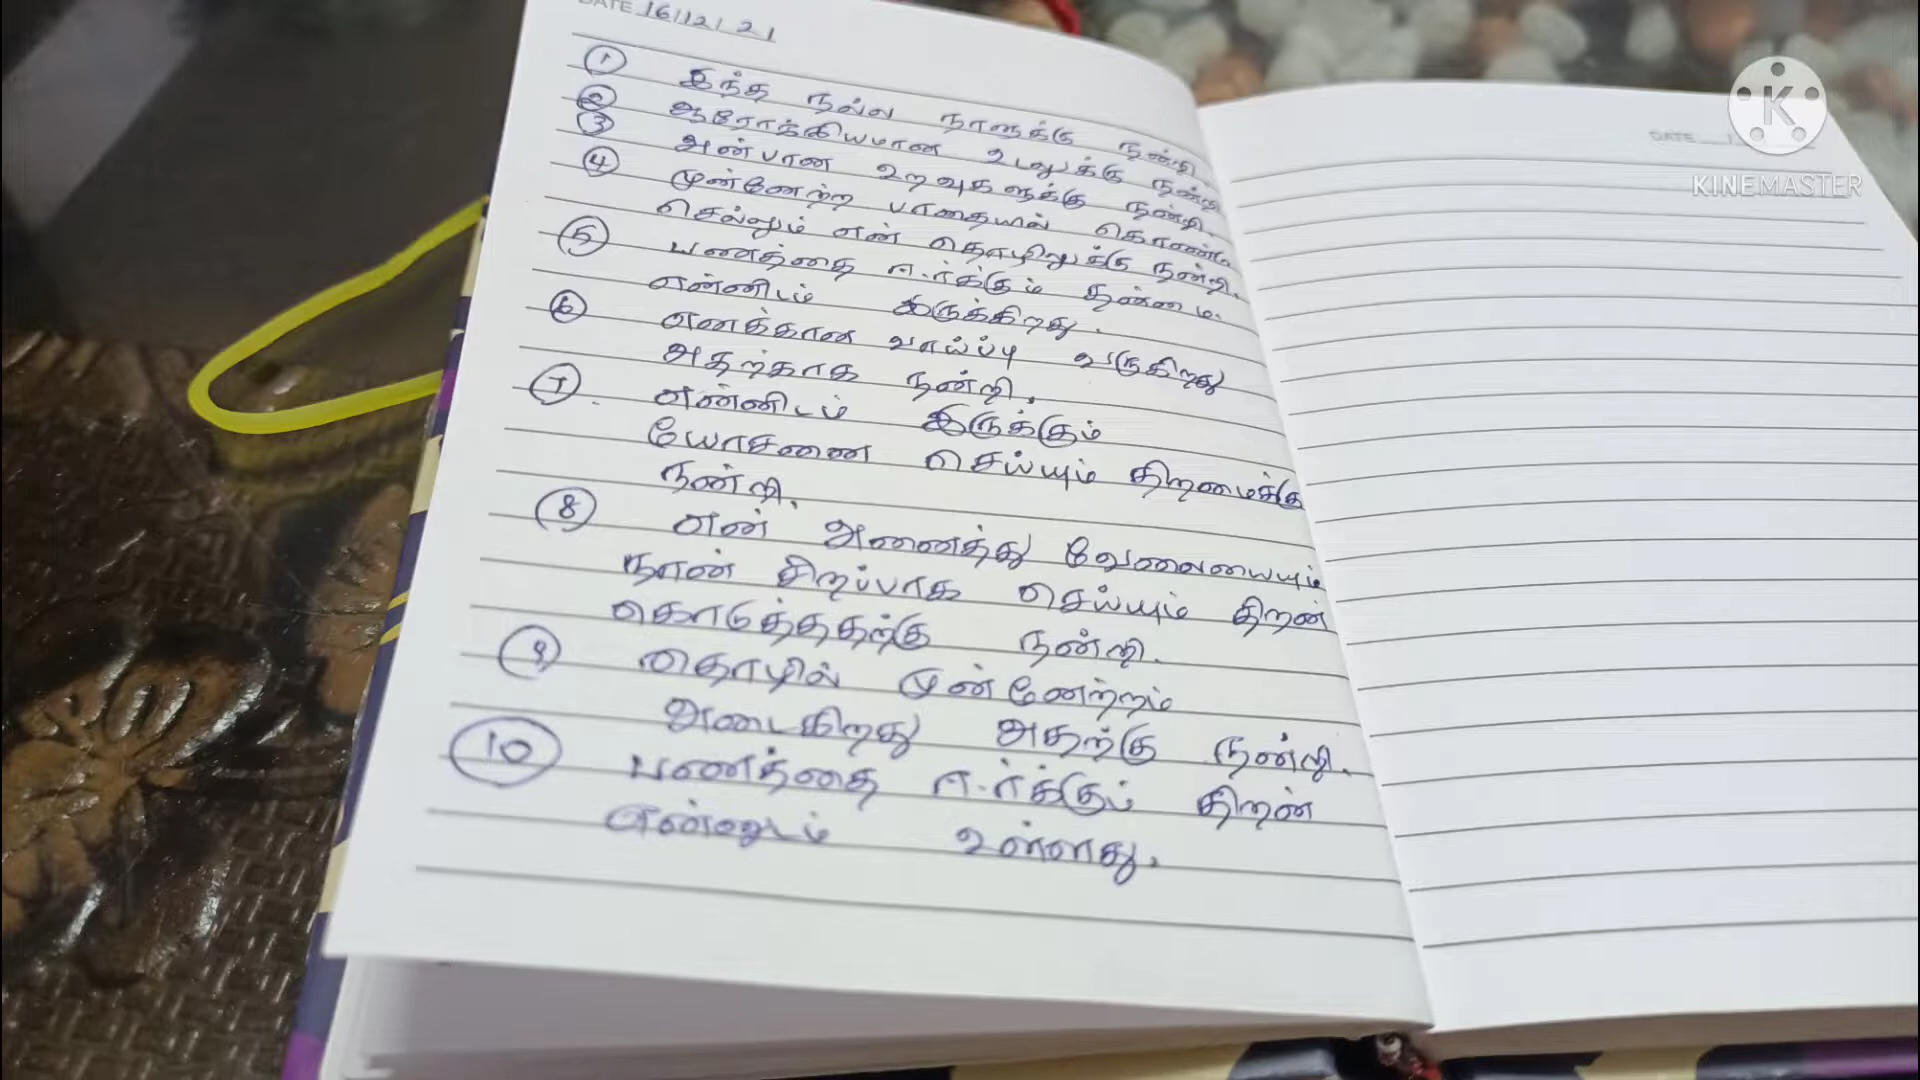 DATE 16/12/21
① இந்த நல்ல நாளுக்கு நன்றி.
② ஆரோக்கியமான உடலுக்கு நன்றி
③ அன்பான உறவுகளுக்கு நன்றி.
④ முன்னேற்ற பாதையில் கொண்டு
செல்லும் என் தொழிலுக்கு நன்றி.
⑤ பணத்தை ஈர்க்கும் தன்மை
என்னிடம் இருக்கிறது.
⑥ எனக்கான வாய்ப்பு வருகிறது
அதற்காக நன்றி.
⑦. என்னிடம் இருக்கும்
யோசனை செய்யும் திறமைக்கு
நன்றி.
⑧ என் அனைத்து வேலையையும்
நான் சிறப்பாக செய்யும் திறன்
கொடுத்ததற்கு நன்றி.
⑨ தொழில் முன்னேற்றம்
அடைகிறது அதற்கு நன்றி.
⑩ பணத்தை ஈர்க்கும் திறன்
உள்ளது.
DATE
KINEMASTER